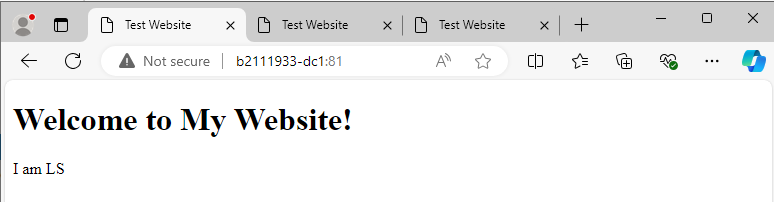 Test Website Test Website Test Website
Not secure b2111933-dc1:81
Welcome to My Website!
I am LS